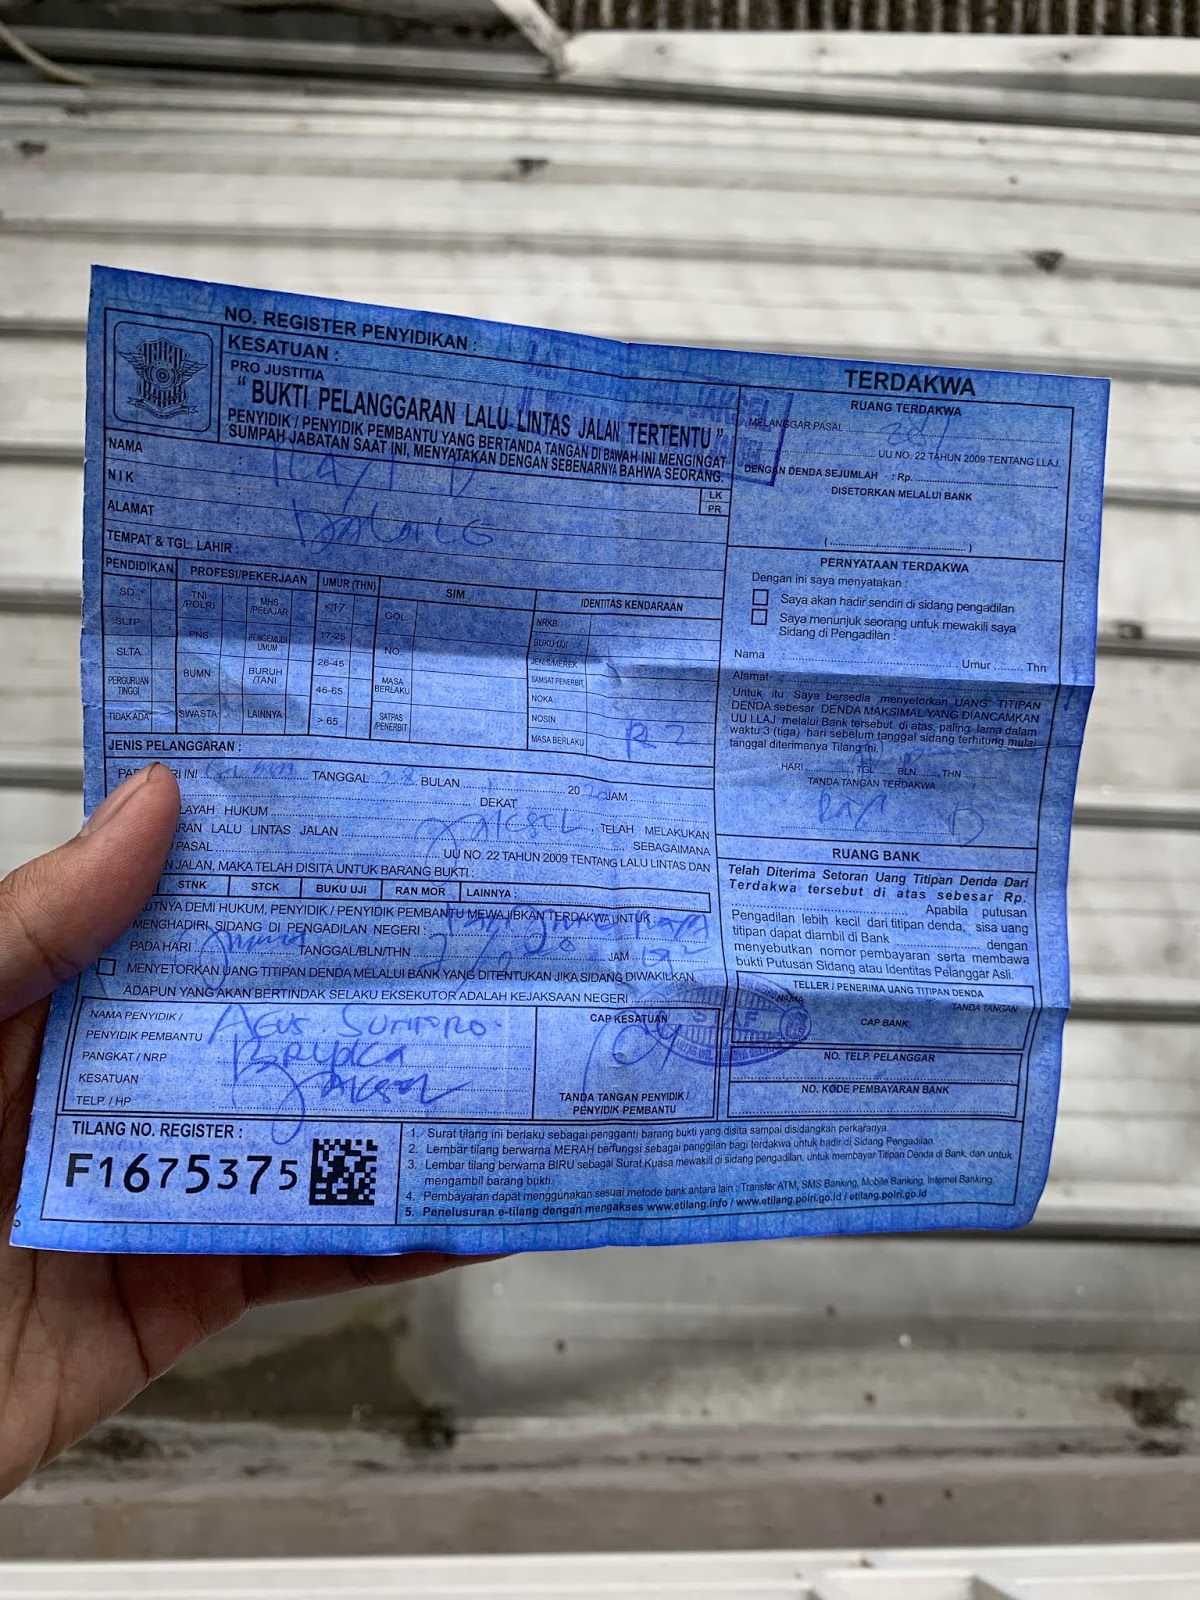 NO. REGISTER PENYIDIKAN :
KESATUAN :
PRO JUSTITIA
“ BUKTI PELANGGARAN LALU LINTAS JALAN TERTENTU ”
PENYIDIK / PENYIDIK PEMBANTU YANG BERTANDA TANGAN DI BAWAH INI MENGINGAT
SUMPAH JABATAN SAAT INI, MENYATAKAN DENGAN SEBENARNYA BAHWA SEORANG.
NAMA :
NIK :
LK
PR
ALAMAT :
TEMPAT & TGL. LAHIR :
PENDIDIKAN
SD
SLTP
SLTA
PERGURUAN TINGGI
TIDAK ADA
PROFESI/PEKERJAAN
TNI /POLRI
MHS /PELAJAR
PNS
PENGEMUDI UMUM
BUMN
BURUH /TANI
SWASTA
LAINNYA
UMUR (THN)
<17
17-25
26-45
46-65
> 65
SIM
GOL
NO
MASA BERLAKU
SATPAS /PENERBIT
IDENTITAS KENDARAAN
NRKB
BUKU UJI
JENIS/MEREK
SAMSAT PENERBIT
NOKA
NOSIN
MASA BERLAKU
JENIS PELANGGARAN :
INI TANGGAL 28 BULAN 20 JAM
LAYAH HUKUM DEKAT
LALU LINTAS JALAN TELAH MELAKUKAN
SEBAGAIMANA
PASAL UU NO. 22 TAHUN 2009 TENTANG LALU LINTAS DAN
JALAN, MAKA TELAH DISITA UNTUK BARANG BUKTI :
STNK STCK BUKU UJI RAN MOR LAINNYA :
DEMI HUKUM, PENYIDIK / PENYIDIK PEMBANTU MEWAJIBKAN TERDAKWA UNTUK :
MENGHADIRI SIDANG DI PENGADILAN NEGERI :
PADA HARI TANGGAL/BLN/THN JAM
MENYETORKAN UANG TITIPAN DENDA MELALUI BANK YANG DITENTUKAN JIKA SIDANG DIWAKILKAN.
ADAPUN YANG AKAN BERTINDAK SELAKU EKSEKUTOR ADALAH KEJAKSAAN NEGERI
NAMA PENYIDIK /
PENYIDIK PEMBANTU AGUS
PANGKAT / NRP
KESATUAN
TELP. / HP.
CAP KESATUAN
TANDA TANGAN PENYIDIK /
PENYIDIK PEMBANTU
TILANG NO. REGISTER :
F1675375
TERDAKWA
RUANG TERDAKWA
MELANGGAR PASAL
UU NO. 22 TAHUN 2009 TENTANG LLAJ,
DENGAN DENDA SEJUMLAH : Rp.
DISETORKAN MELALUI BANK
( )
PERNYATAAN TERDAKWA
Dengan ini saya menyatakan :
Saya akan hadir sendiri di sidang pengadilan
Saya menunjuk seorang untuk mewakili saya
Sidang di Pengadilan :
Nama Umur Thn
Alamat :
Untuk itu Saya bersedia menyetorkan UANG TITIPAN
DENDA sebesar DENDA MAKSIMAL YANG DIANCAMKAN
UU LLAJ melalui Bank tersebut di atas, paling lama dalam
waktu 3 (tiga) hari sebelum tanggal sidang terhitung mulai
tanggal diterimanya Tilang ini.
HARI TGL BLN THN
TANDA TANGAN TERDAKWA
RUANG BANK
Telah Diterima Setoran Uang Titipan Denda Dari
Terdakwa tersebut di atas sebesar Rp.
Apabila putusan
Pengadilan lebih kecil dari titipan denda, sisa uang
titipan dapat diambil di Bank dengan
menyebutkan nomor pembayaran serta membawa
bukti Putusan Sidang atau Identitas Pelanggar Asli.
TELLER / PENERIMA UANG TITIPAN DENDA
NAMA TANDA TANGAN
CAP BANK
NO. TELP. PELANGGAR
NO. KODE PEMBAYARAN BANK
1. Surat tilang ini berlaku sebagai pengganti barang bukti yang disita sampai disidangkan perkaranya.
2. Lembar tilang berwarna MERAH berfungsi sebagai panggilan bagi terdakwa untuk hadir di Sidang Pengadilan.
3. Lembar tilang berwarna BIRU sebagai Surat Kuasa mewakili di sidang pengadilan, untuk membayar Titipan Denda di Bank, dan untuk
mengambil barang bukti.
4. Pembayaran dapat menggunakan sesuai metode bank antara lain : Transfer ATM, SMS Banking, Mobile Banking, Internet Banking.
5. Penelusuran e-tilang dengan mengakses www.etilang.info / www.etilang.polri.go.id / etilang.polri.go.id